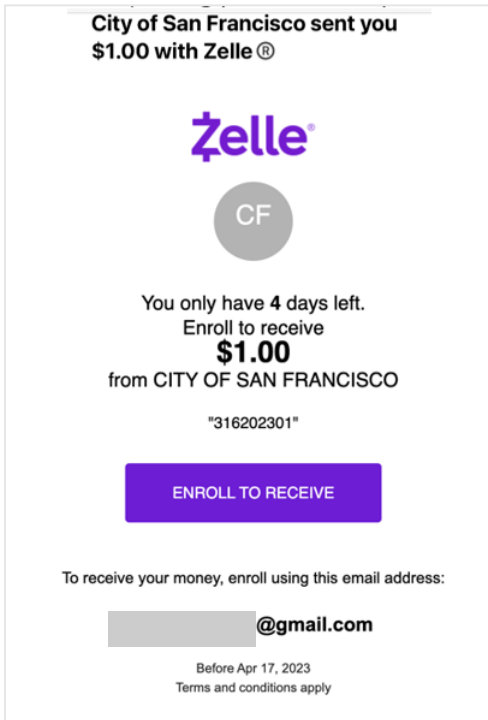 City of San Francisco sent you
$1.00 with Zelle ®
Zelle®
CF
You only have 4 days left.
Enroll to receive
$1.00
from CITY OF SAN FRANCISCO
"316202301"
ENROLL TO RECEIVE
To receive your money, enroll using this email address:
@gmail.com
Before Apr 17, 2023
Terms and conditions apply